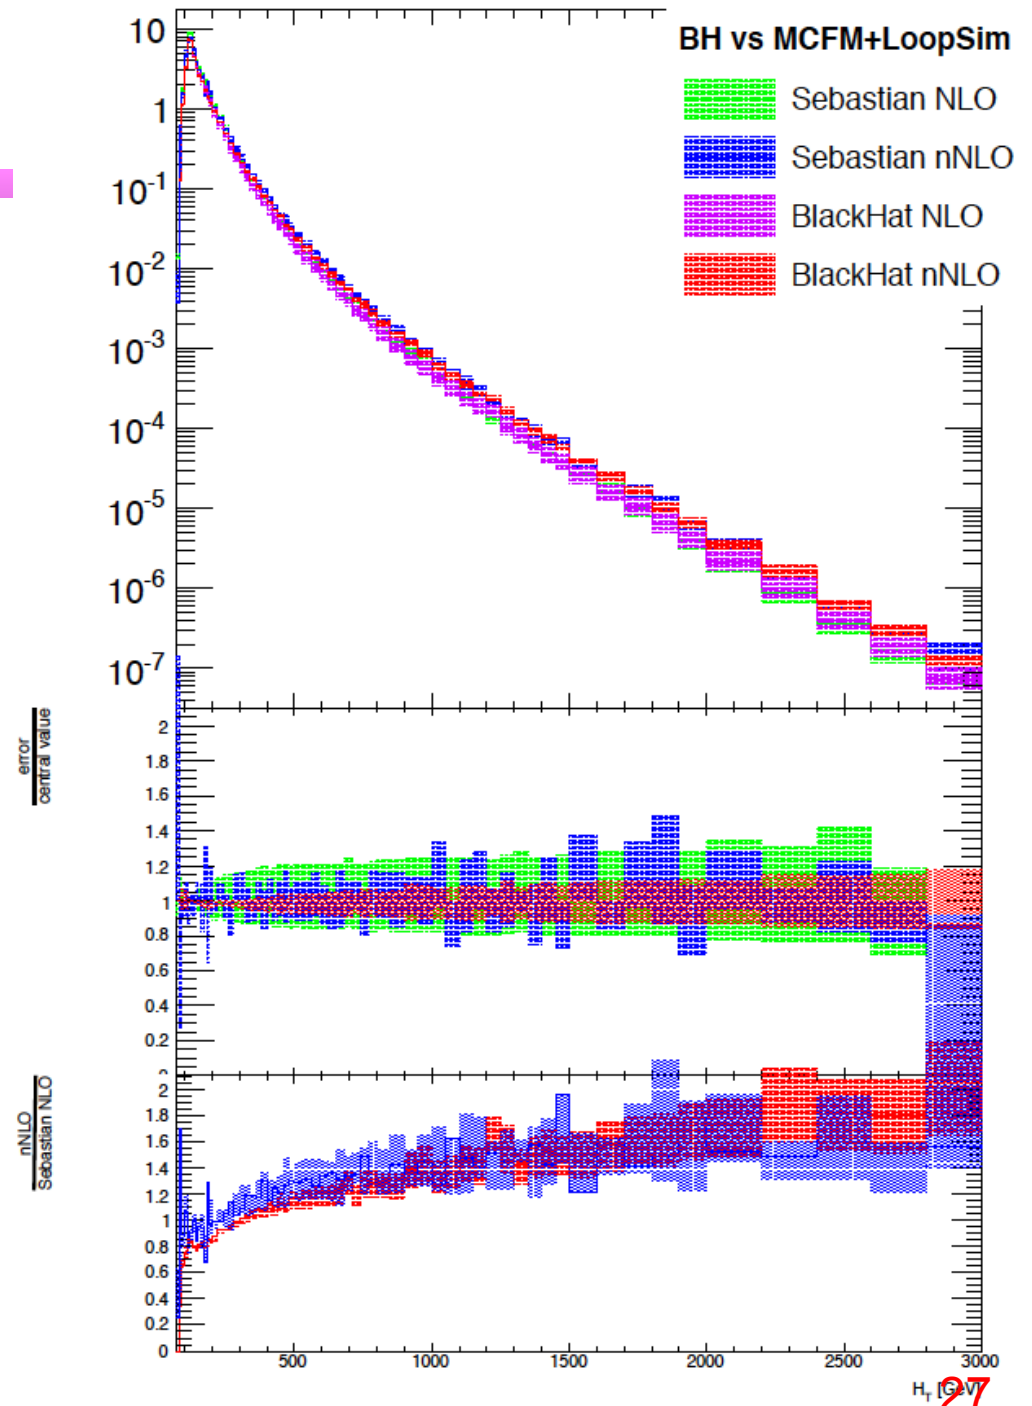 BH vs MCFM+LoopSim
Sebastian NLO
Sebastian nNLO
BlackHat NLO
BlackHat nNLO
10
1
10^-1
10^-2
10^-3
10^-4
10^-5
10^-6
10^-7
error
central value
2
1.8
1.6
1.4
1.2
1
0.8
0.6
0.4
0.2
nNLO
Sebastian NLO
2
1.8
1.6
1.4
1.2
1
0.8
0.6
0.4
0.2
0
500 1000 1500 2000 2500 3000
H_T [GeV]
27